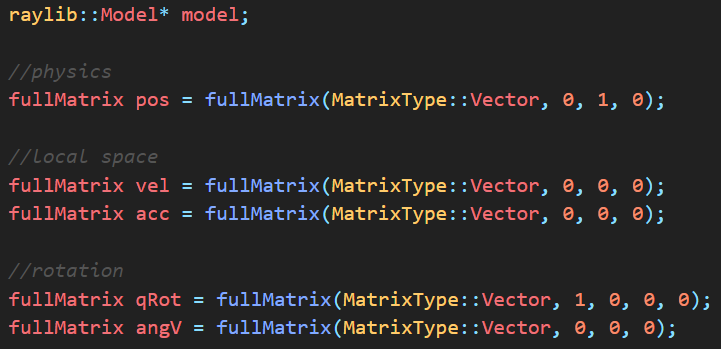 raylib::Model* model;
//physics
fullMatrix pos = fullMatrix(MatrixType::Vector, 0, 1, 0);
//local space
fullMatrix vel = fullMatrix(MatrixType::Vector, 0, 0, 0);
fullMatrix acc = fullMatrix(MatrixType::Vector, 0, 0, 0);
//rotation
fullMatrix qRot = fullMatrix(MatrixType::Vector, 1, 0, 0, 0);
fullMatrix angV = fullMatrix(MatrixType::Vector, 0, 0, 0);